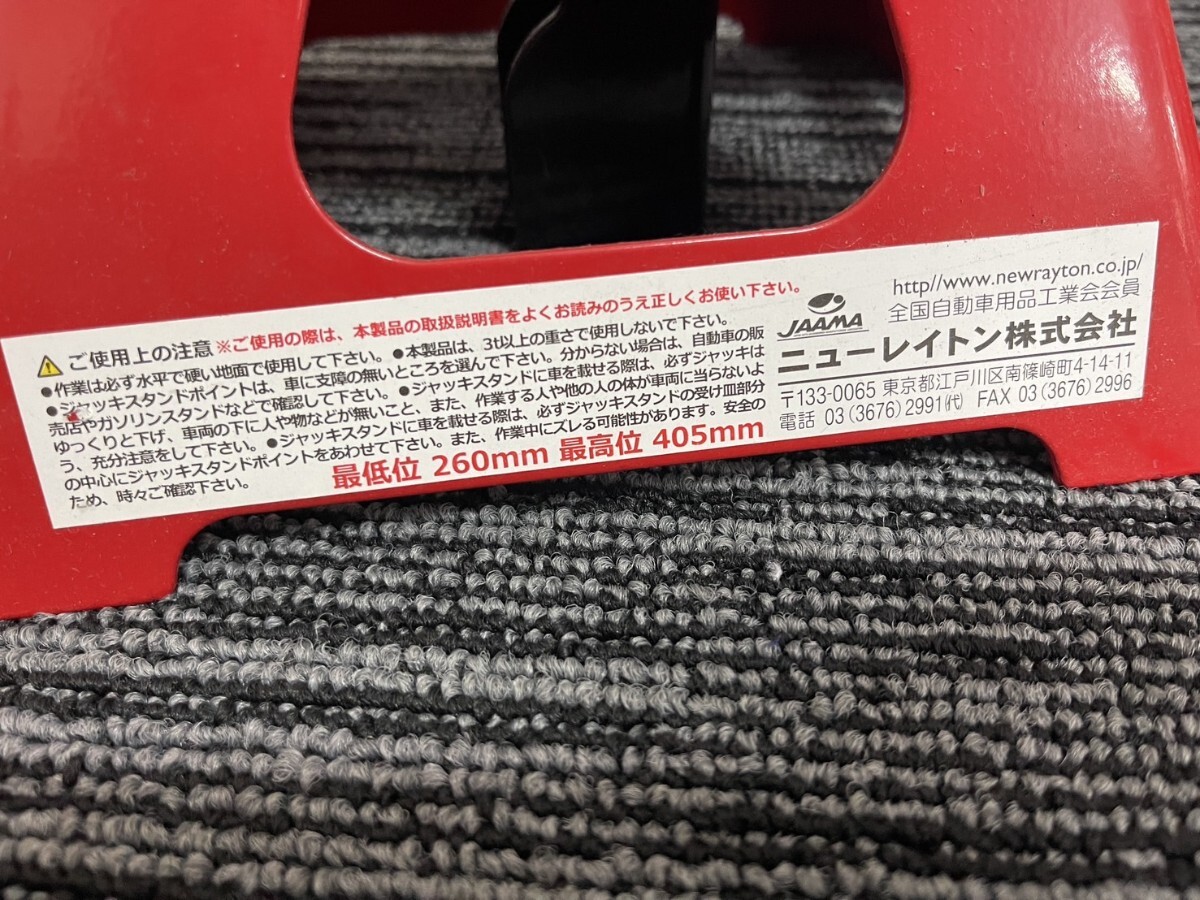 ご使用上の注意 ※ご使用の際は、本製品の取扱説明書をよくお読みのうえ正しくお使い下さい。
●作業は必ず水平で硬い地面で使用して下さい。●本製品は、3t以上の重さで使用しないで下さい。
●ジャッキスタンドポイントは、車に支障の無いところを選んで下さい。分からない場合は、自動車の販
売店やガソリンスタンドなどで確認して下さい。●ジャッキスタンドに車を載せる際は、必ずジャッキは
ゆっくりと下げ、車両の下に人や物などが無いこと、また、作業する人や他の人の体が車両に当らないよ
う、充分注意をして下さい。●ジャッキスタンドに車を載せる際は、必ずジャッキスタンドの受け皿部分
の中心にジャッキスタンドポイントをあわせて下さい。また、作業中にズレる可能性があります。安全の
ため、時々ご確認下さい。
最低位 260mm 最高位 405mm
JAAMA
http//www.newrayton.co.jp/
全国自動車用品工業会会員
ニューレイトン株式会社
〒133-0065 東京都江戸川区南篠崎町4-14-11
電話 03(3676)2991㈹ FAX 03(3676)2996